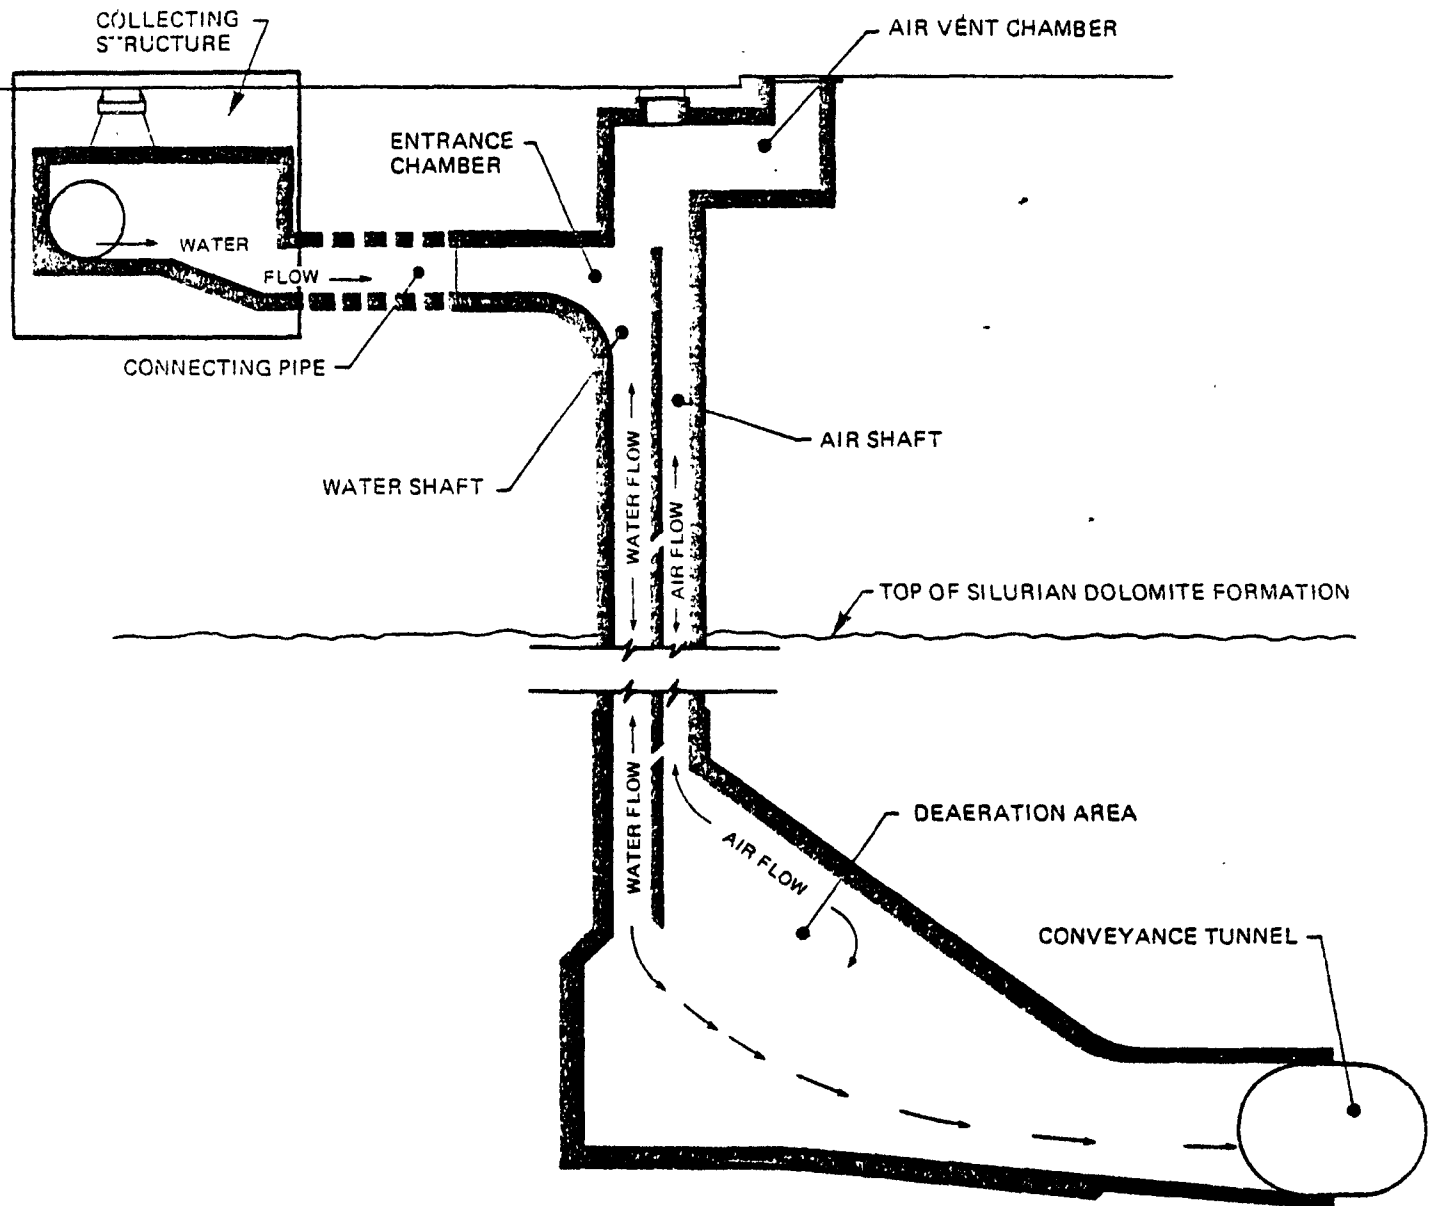 COLLECTING
STRUCTURE
AIR VENT CHAMBER
ENTRANCE
CHAMBER
WATER
FLOW
CONNECTING PIPE
AIR SHAFT
WATER SHAFT
WATER FLOW
AIR FLOW
TOP OF SILURIAN DOLOMITE FORMATION
WATER FLOW
AIR FLOW
DEAERATION AREA
CONVEYANCE TUNNEL